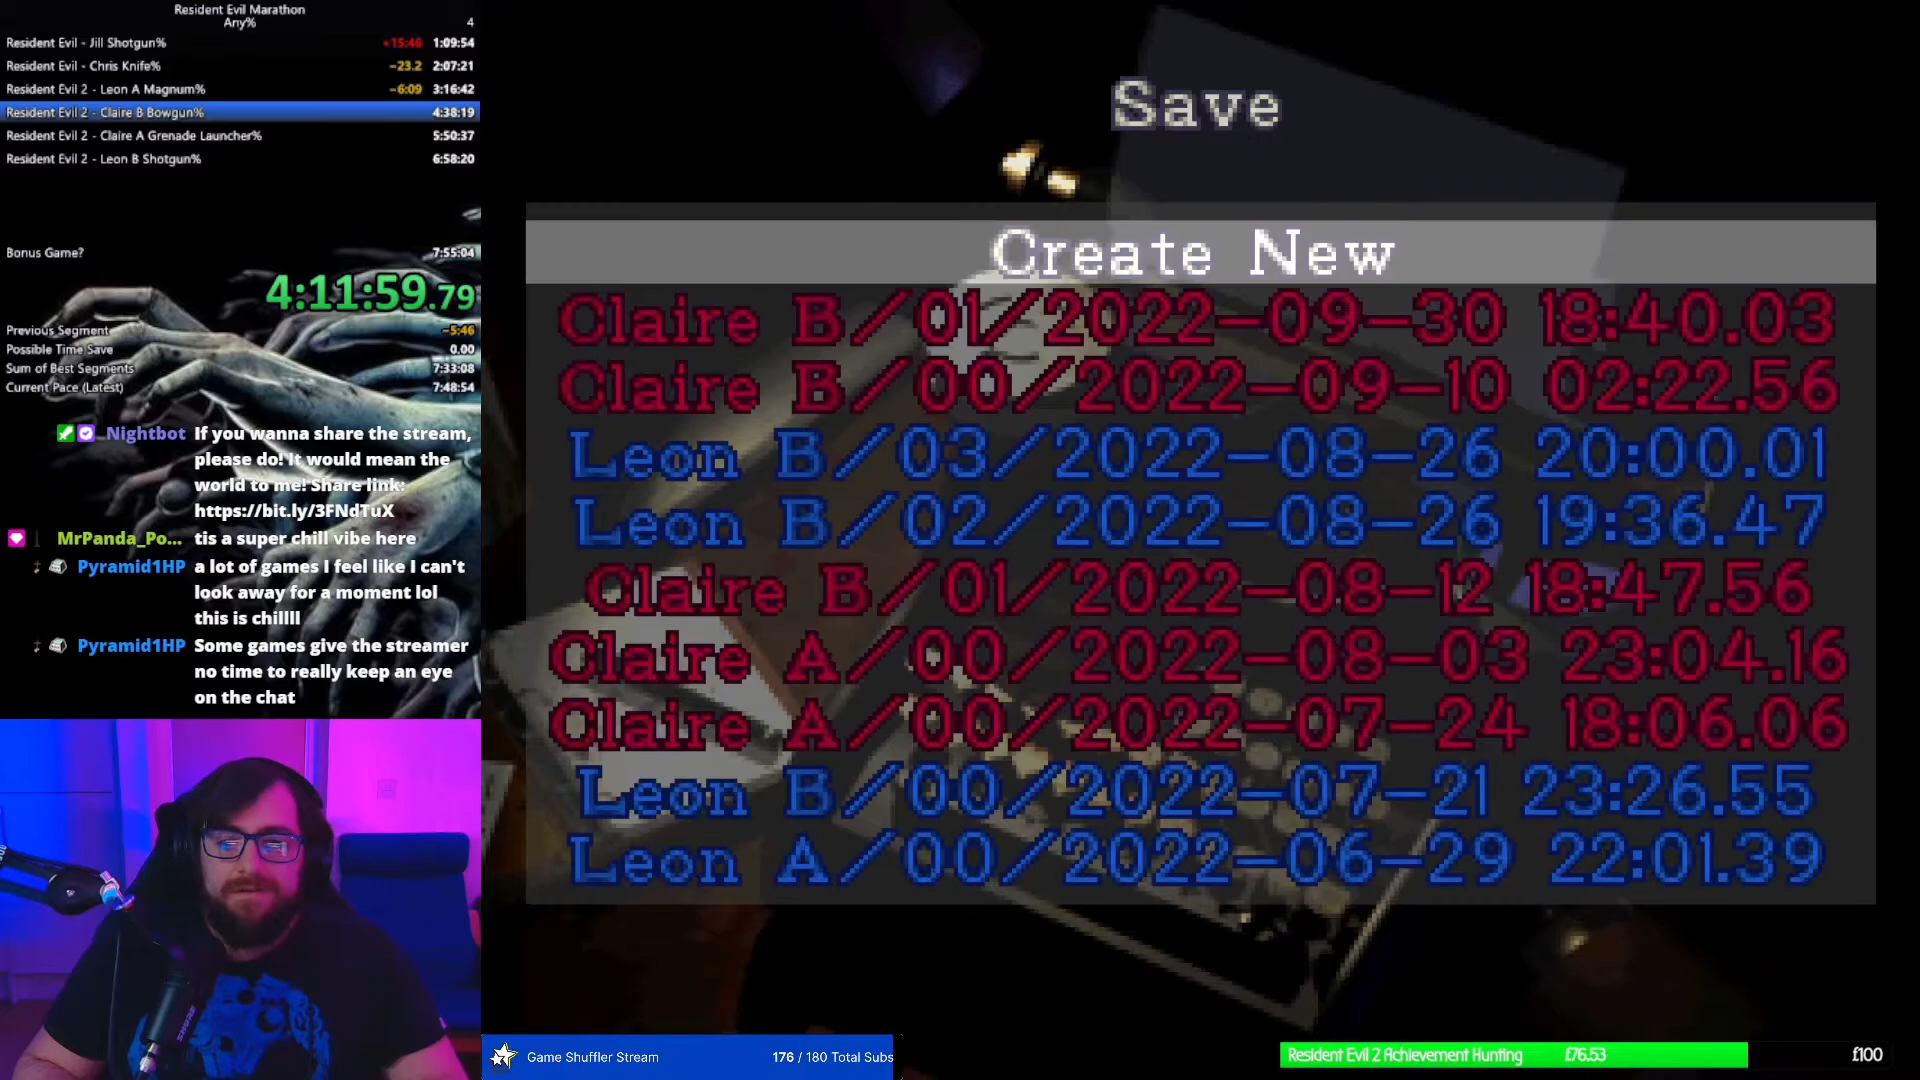 Resident Evil Marathon
Any%
4
Resident Evil - Jill Shotgun% +15:46 1:09:54
Resident Evil - Chris Knife% -23.2 2:07:21
Resident Evil 2 - Leon A Magnum% -6:09 3:16:42
Resident Evil 2 - Claire B Bowgun% 4:38:19
Resident Evil 2 - Claire A Grenade Launcher% 5:50:37
Resident Evil 2 - Leon B Shotgun% 6:58:20
Bonus Game? 7:55:04
4:11:59.79
Previous Segment -5:46
Possible Time Save 0.00
Sum of Best Segments 7:33:08
Current Pace (Latest) 7:48:54
Nightbot If you wanna share the stream,
please do! It would mean the
world to me! Share link:
https://bit.ly/3FNdTuX
MrPanda_Po... tis a super chill vibe here
Pyramid1HP a lot of games I feel like I can't
look away for a moment lol
this is chillll
Pyramid1HP Some games give the streamer
no time to really keep an eye
on the chat
Save
Create New
Claire B/01/2022-09-30 18:40.03
Claire B/00/2022-09-10 02:22.56
Leon B/03/2022-08-26 20:00.01
Leon B/02/2022-08-26 19:36.47
Claire B/01/2022-08-12 18:47.56
Claire A/00/2022-08-03 23:04.16
Claire A/00/2022-07-24 18:06.06
Leon B/00/2022-07-21 23:26.55
Leon A/00/2022-06-29 22:01.39
SHURE
Game Shuffler Stream 176 / 180 Total Subs
Resident Evil 2 Achievement Hunting £76.53 £100